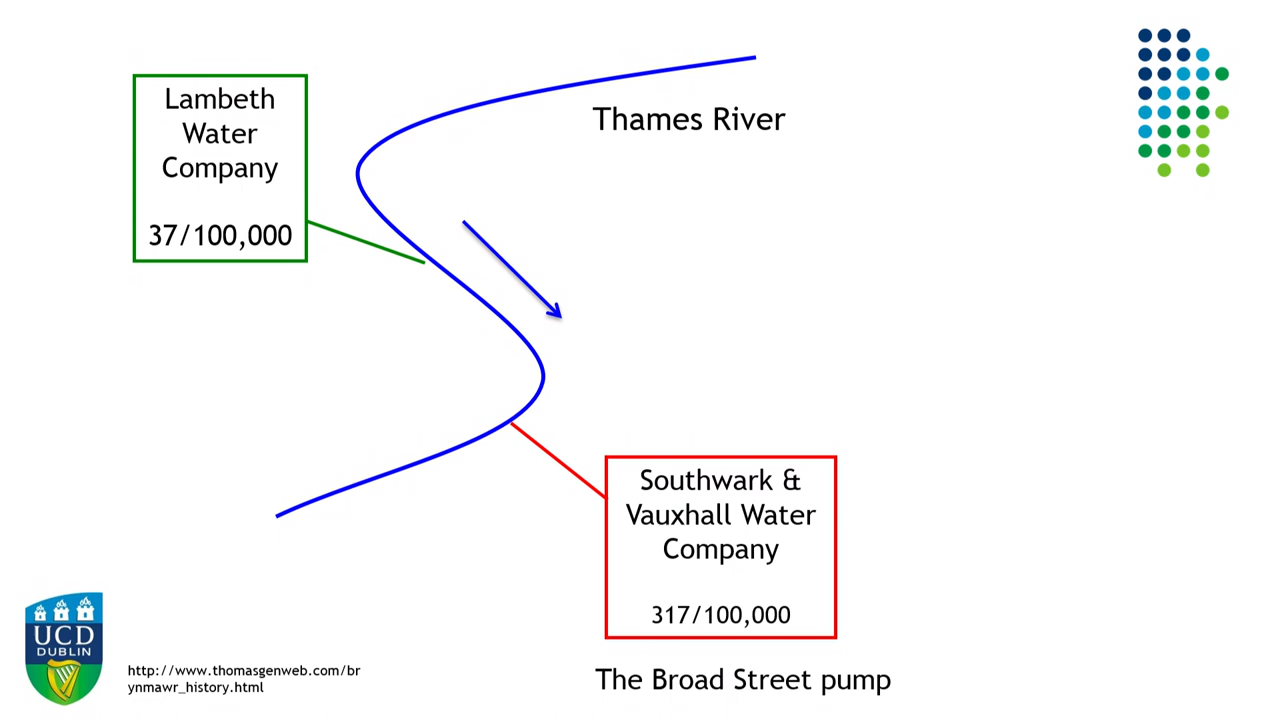 Lambeth
Water
Company
37/100,000
Thames River
Southwark &
Vauxhall Water
Company
317/100,000
The Broad Street pump
UCD
DUBLIN
http://www.thomasgenweb.com/br
ynmawr_history.html